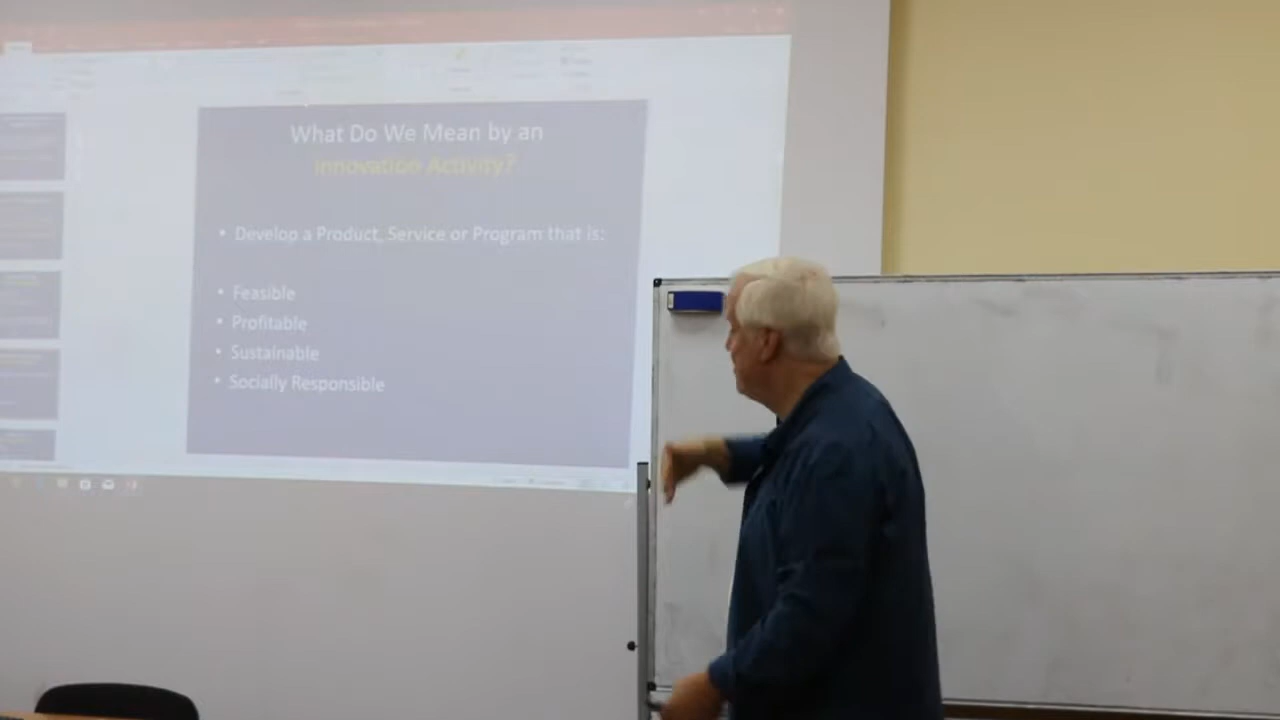 What Do We Mean by an
Innovation Activity?
• Develop a Product, Service or Program that is:
• Feasible
• Profitable
• Sustainable
• Socially Responsible